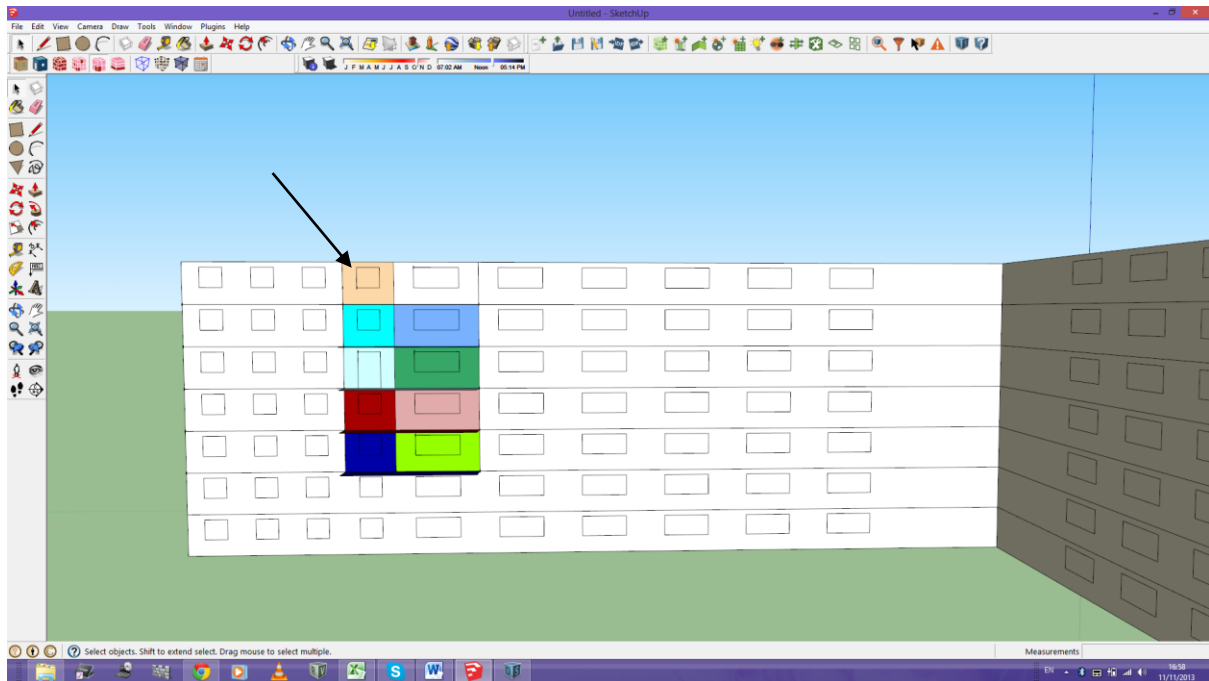 Untitled - SketchUp
File Edit View Camera Draw Tools Window Plugins Help
J F M A M J J A S O N D 07:02 AM Noon 05:14 PM
Select objects. Shift to extend select. Drag mouse to select multiple.
Measurements
EN
16:58
11/11/2013